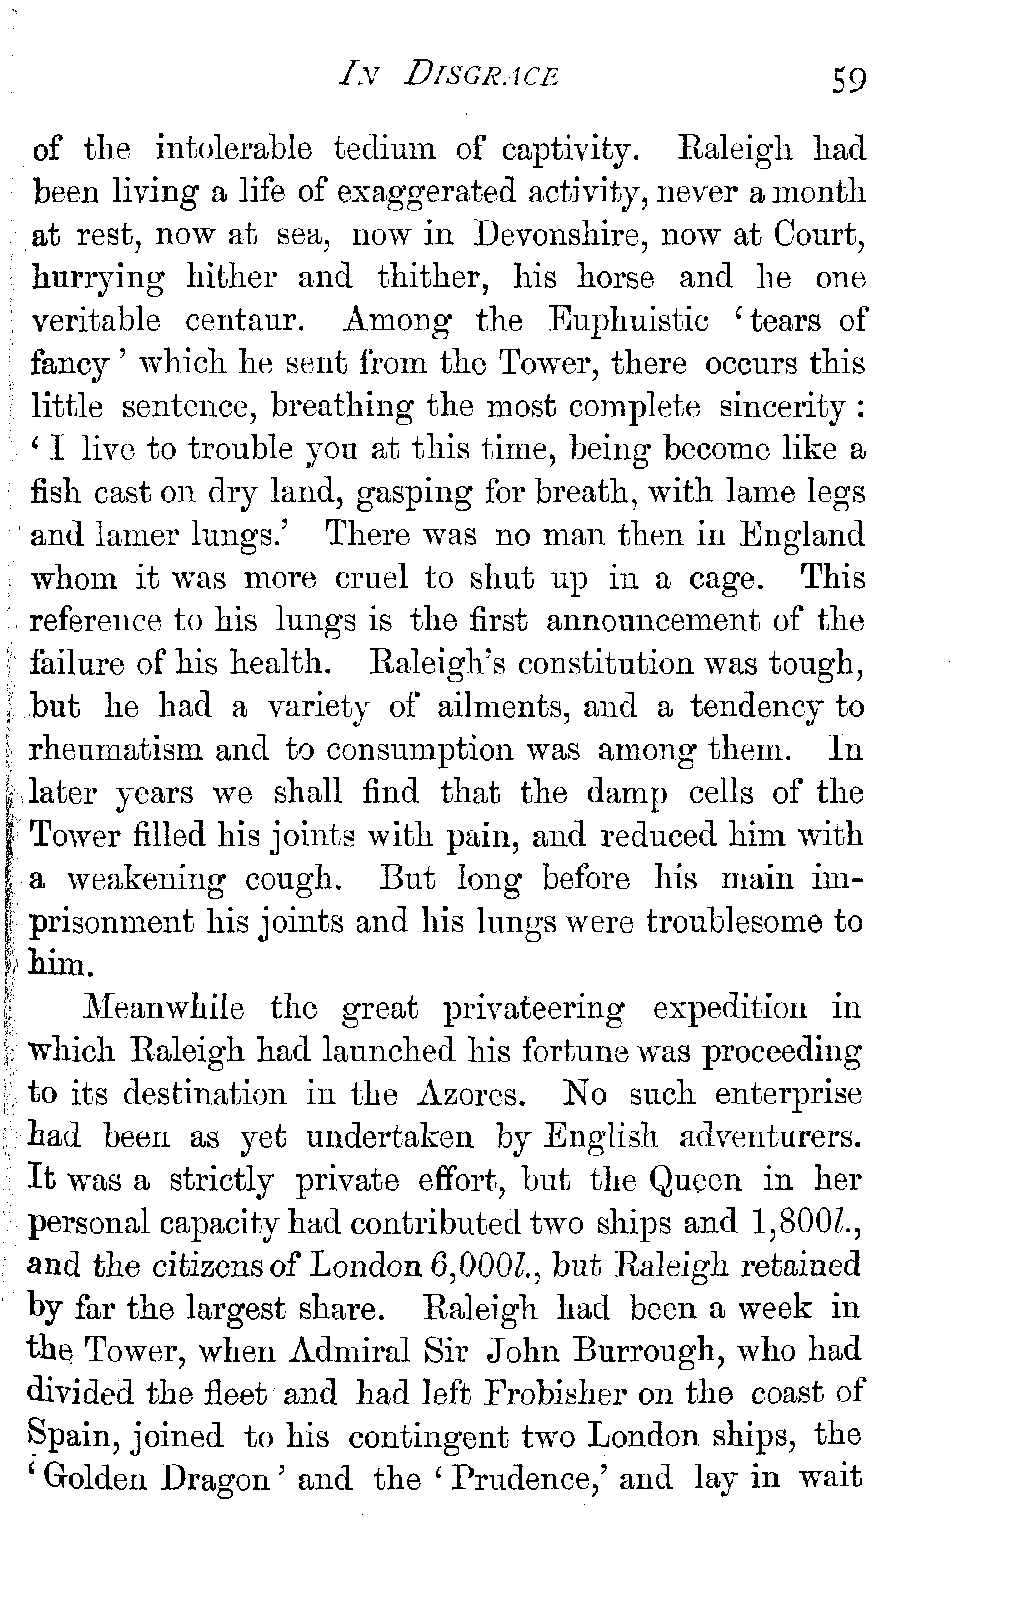 IN DISGRACE 59
of the intolerable tedium of captivity. Raleigh had
been living a life of exaggerated activity, never a month
at rest, now at sea, now in Devonshire, now at Court,
hurrying hither and thither, his horse and he one
veritable centaur. Among the Euphuistic ‘tears of
fancy’ which he sent from the Tower, there occurs this
little sentence, breathing the most complete sincerity :
‘I live to trouble you at this time, being become like a
fish cast on dry land, gasping for breath, with lame legs
and lamer lungs.’ There was no man then in England
whom it was more cruel to shut up in a cage. This
reference to his lungs is the first announcement of the
failure of his health. Raleigh's constitution was tough,
but he had a variety of ailments, and a tendency to
rheumatism and to consumption was among them. In
later years we shall find that the damp cells of the
Tower filled his joints with pain, and reduced him with
a weakening cough. But long before his main im-
prisonment his joints and his lungs were troublesome to
him.
Meanwhile the great privateering expedition in
which Raleigh had launched his fortune was proceeding
to its destination in the Azores. No such enterprise
had been as yet undertaken by English adventurers.
It was a strictly private effort, but the Queen in her
personal capacity had contributed two ships and 1,800l.,
and the citizens of London 6,000l., but Raleigh retained
by far the largest share. Raleigh had been a week in
the Tower, when Admiral Sir John Burrough, who had
divided the fleet and had left Frobisher on the coast of
Spain, joined to his contingent two London ships, the
‘Golden Dragon’ and the ‘Prudence,’ and lay in wait